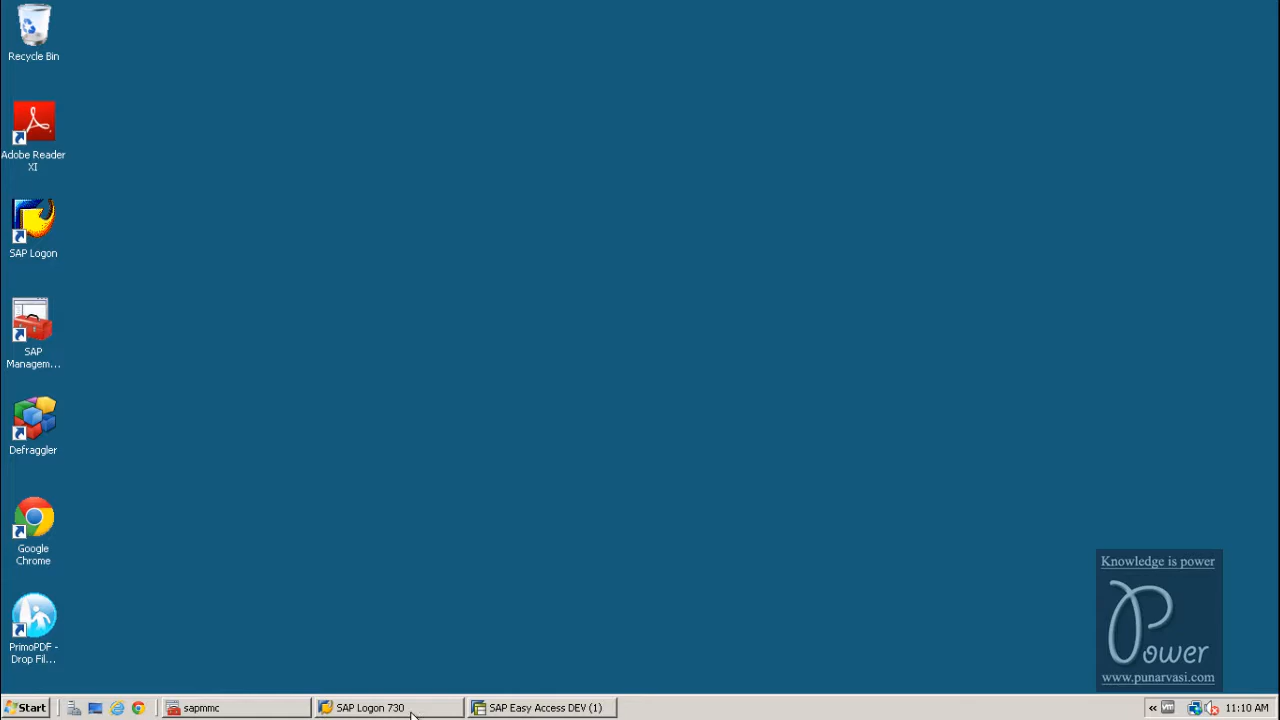 Recycle Bin
Adobe Reader
XI
SAP Logon
SAP
Managem...
Defraggler
Google
Chrome
PrimoPDF -
Drop Fil...
Knowledge is power
Power
www.punarvasi.com
Start
sapmmc
SAP Logon 730
SAP Easy Access DEV (1)
«
vm
11:10 AM